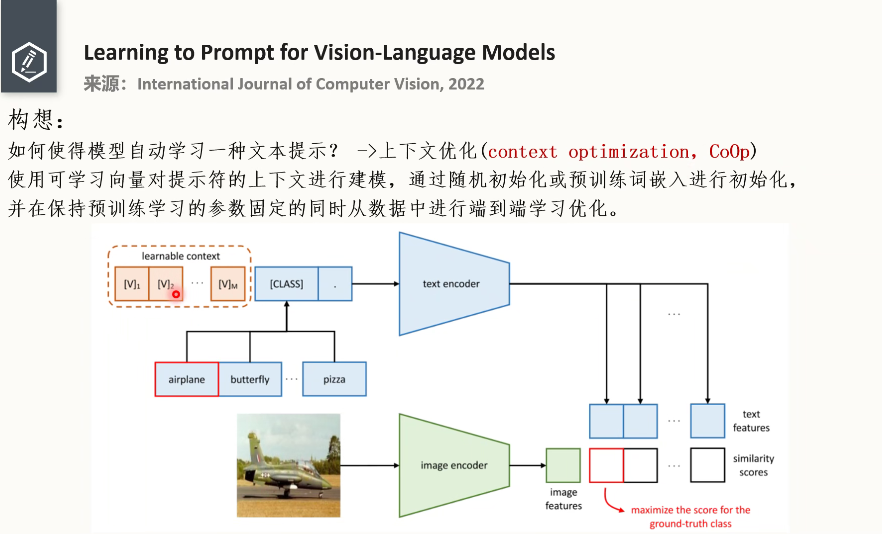 Learning to Prompt for Vision-Language Models
来源：International Journal of Computer Vision, 2022
构想：
如何使得模型自动学习一种文本提示？ ->上下文优化(context optimization, CoOp)
使用可学习向量对提示符的上下文进行建模，通过随机初始化或预训练词嵌入进行初始化，
并在保持预训练学习的参数固定的同时从数据中进行端到端学习优化。
learnable context
[V]₁ [V]₂ ... [V]M [CLASS] .
text encoder
...
airplane butterfly ... pizza
... text
features
image encoder
... similarity
scores
image
features
maximize the score for the
ground-truth class